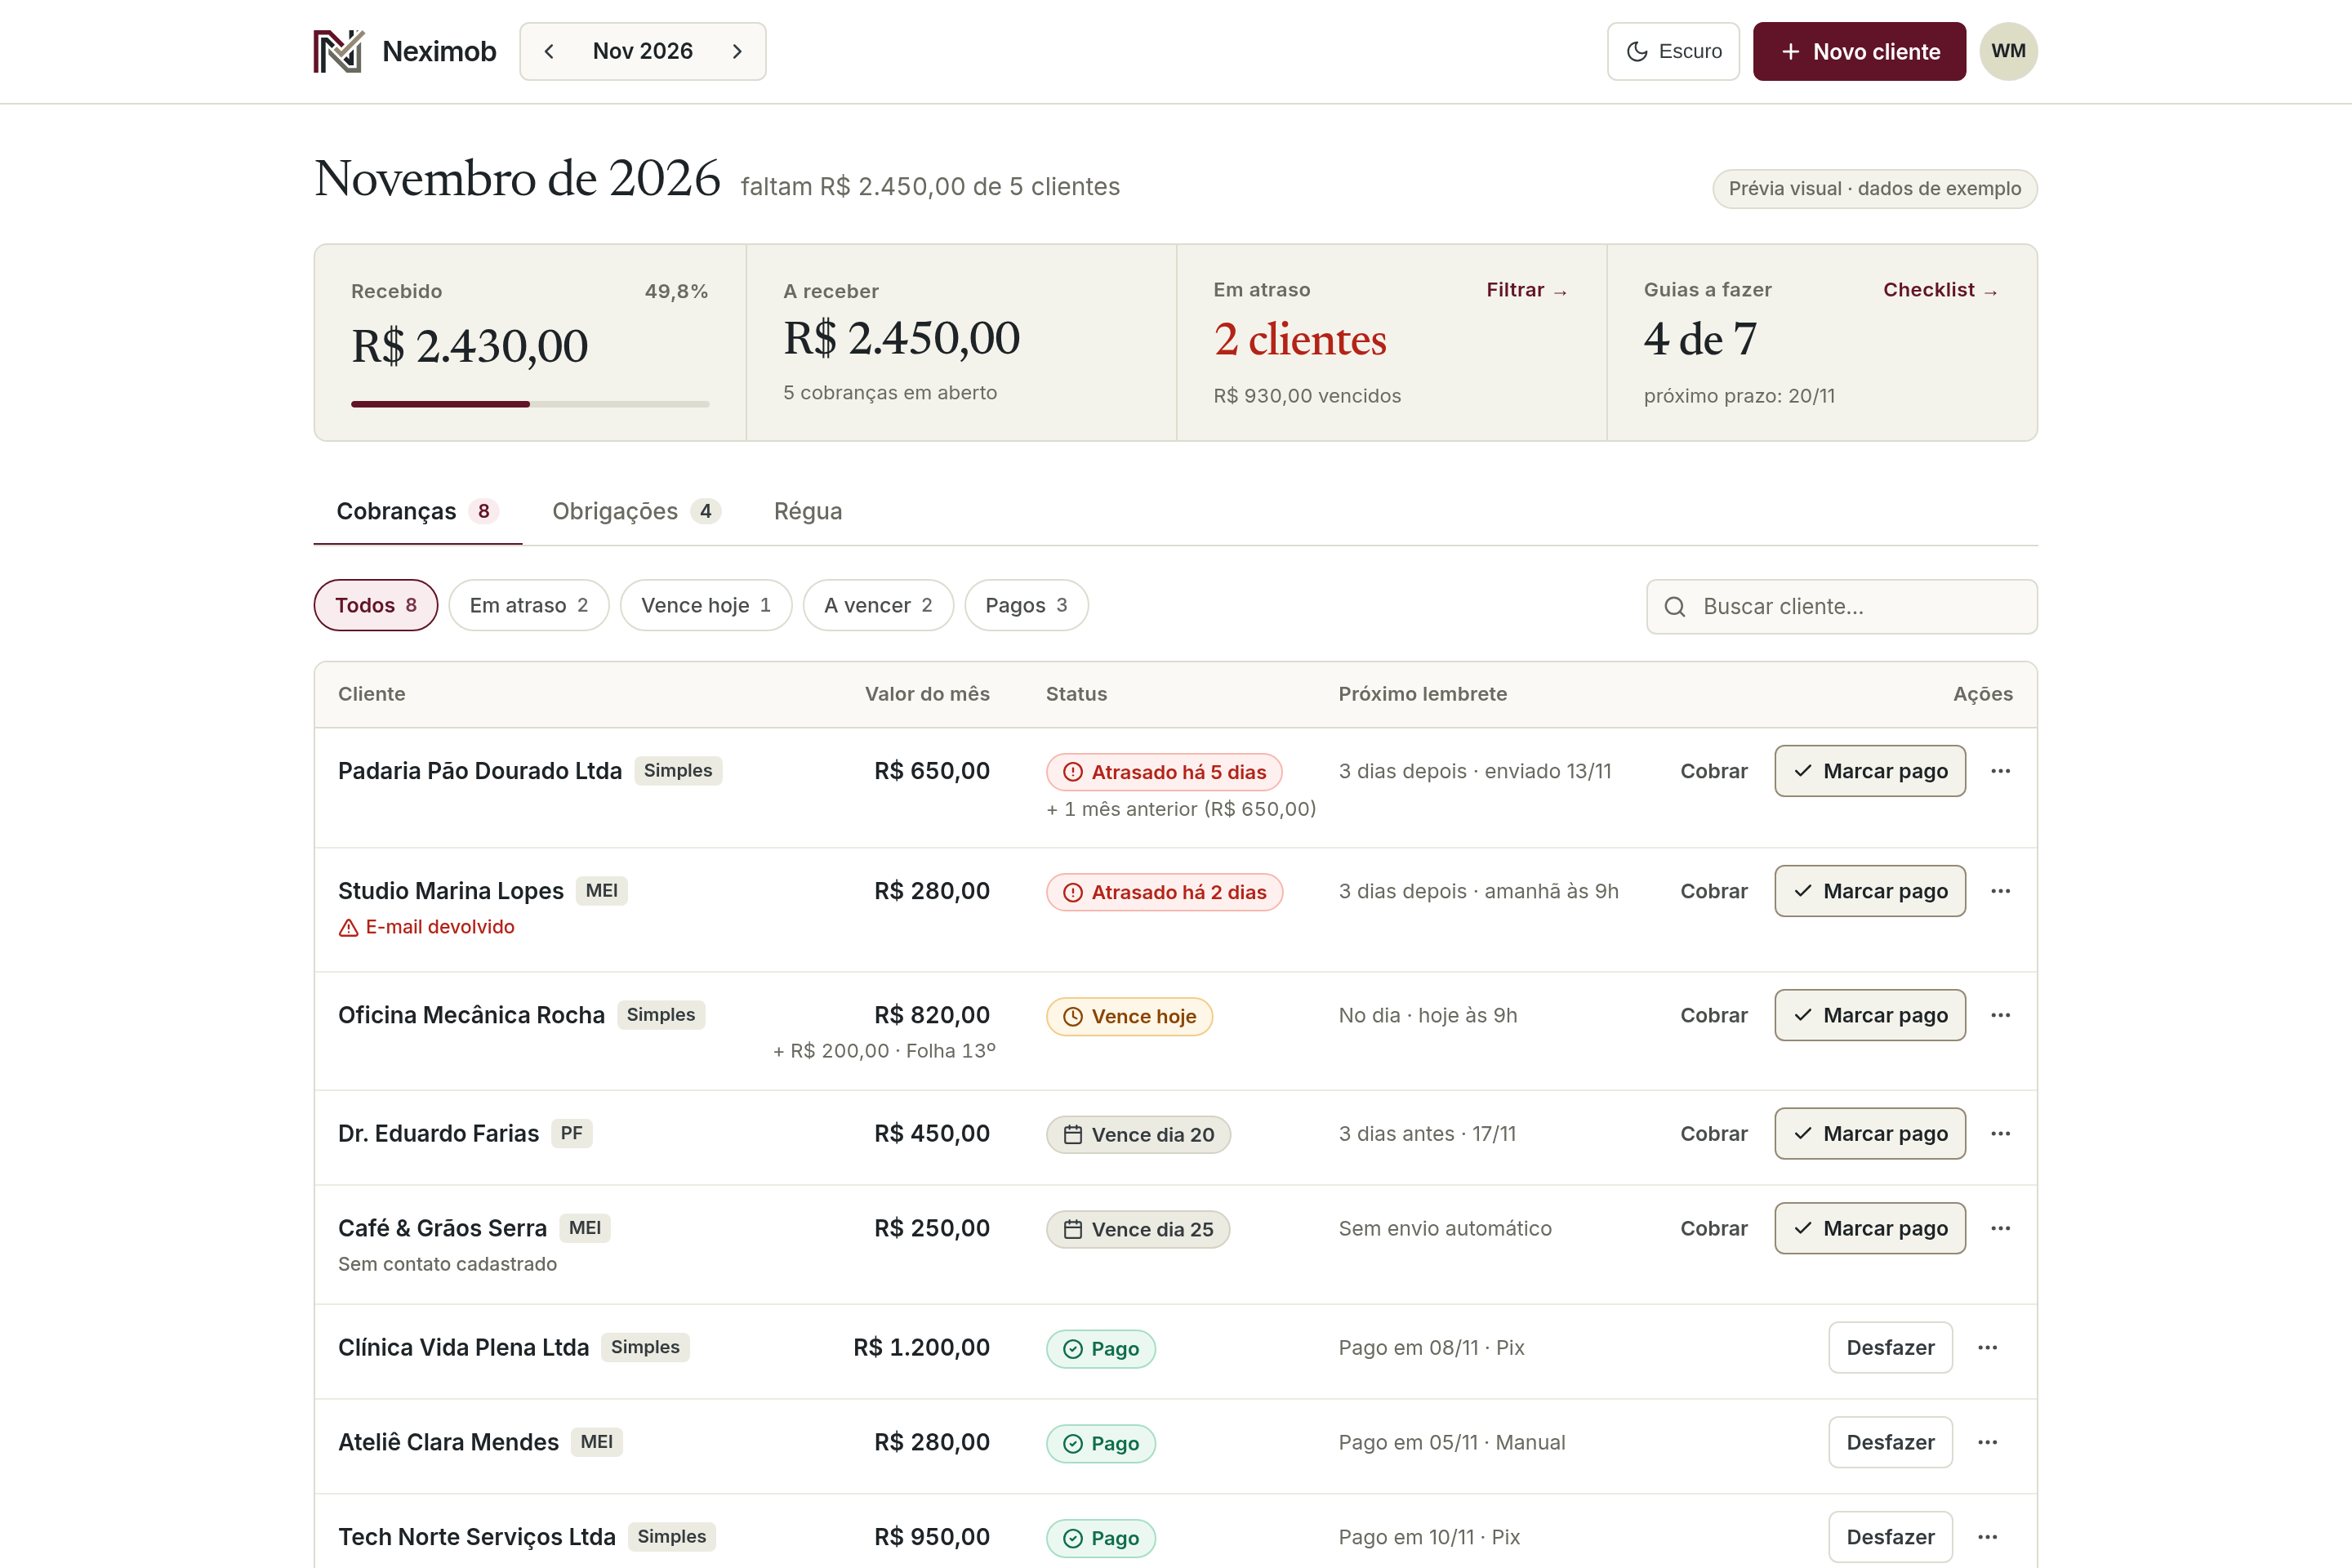 Neximob
Nov 2026
Escuro
+ Novo cliente
WM
Novembro de 2026 faltam R$ 2.450,00 de 5 clientes
Prévia visual · dados de exemplo
Recebido 49,8%
R$ 2.430,00
A receber
R$ 2.450,00
5 cobranças em aberto
Em atraso Filtrar →
2 clientes
R$ 930,00 vencidos
Guias a fazer Checklist →
4 de 7
próximo prazo: 20/11
Cobranças 8 Obrigações 4 Régua
Todos 8 Em atraso 2 Vence hoje 1 A vencer 2 Pagos 3
Buscar cliente...
Cliente Valor do mês Status Próximo lembrete Ações
Padaria Pão Dourado Ltda Simples R$ 650,00 Atrasado há 5 dias 3 dias depois · enviado 13/11 Cobrar Marcar pago ...
+ 1 mês anterior (R$ 650,00)
Studio Marina Lopes MEI R$ 280,00 Atrasado há 2 dias 3 dias depois · amanhã às 9h Cobrar Marcar pago ...
E-mail devolvido
Oficina Mecânica Rocha Simples R$ 820,00 Vence hoje No dia · hoje às 9h Cobrar Marcar pago ...
+ R$ 200,00 · Folha 13º
Dr. Eduardo Farias PF R$ 450,00 Vence dia 20 3 dias antes · 17/11 Cobrar Marcar pago ...
Café & Grãos Serra MEI R$ 250,00 Vence dia 25 Sem envio automático Cobrar Marcar pago ...
Sem contato cadastrado
Clínica Vida Plena Ltda Simples R$ 1.200,00 Pago Pago em 08/11 · Pix Desfazer ...
Ateliê Clara Mendes MEI R$ 280,00 Pago Pago em 05/11 · Manual Desfazer ...
Tech Norte Serviços Ltda Simples R$ 950,00 Pago Pago em 10/11 · Pix Desfazer ...